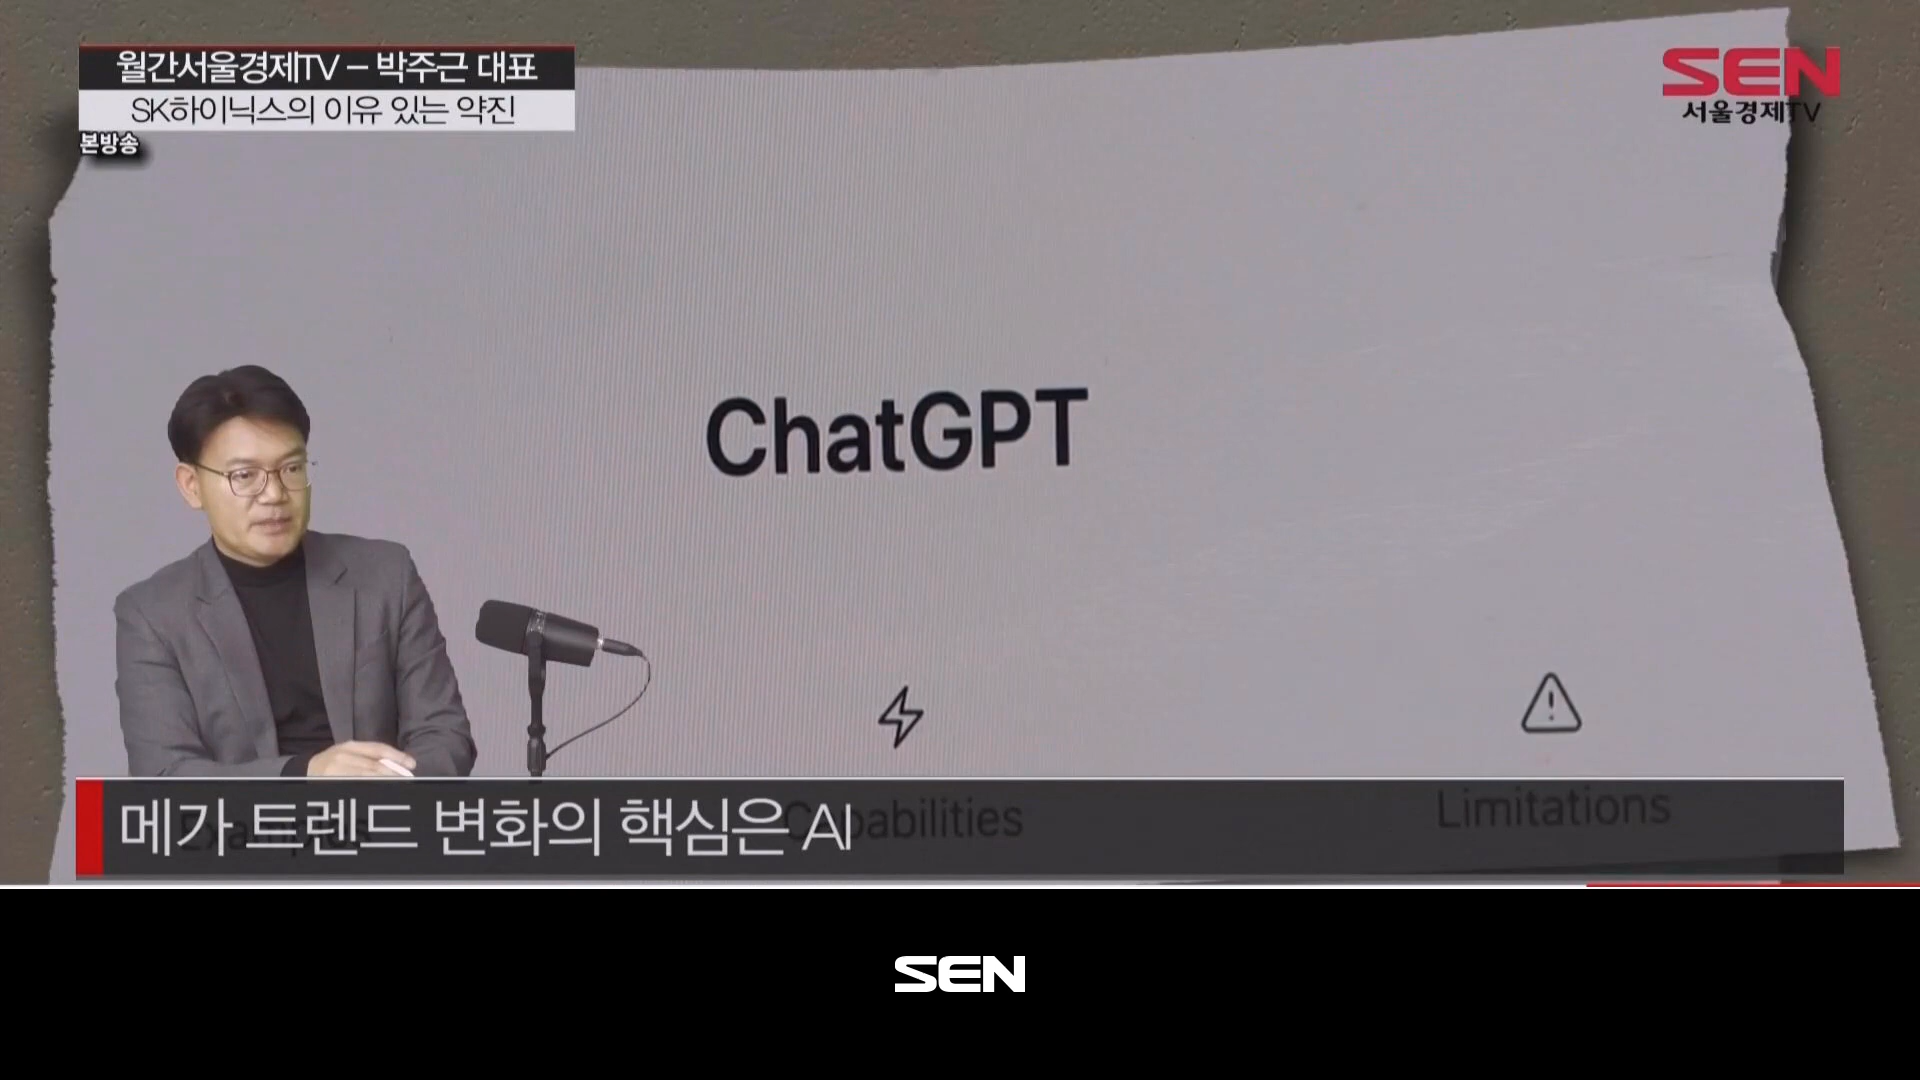 월간서울경제TV – 박주근 대표
SK하이닉스의 이유 있는 약진
본방송
SEN
서울경제TV
ChatGPT
Examples
Capabilities
Limitations
메가 트렌드 변화의 핵심은 AI
SEN